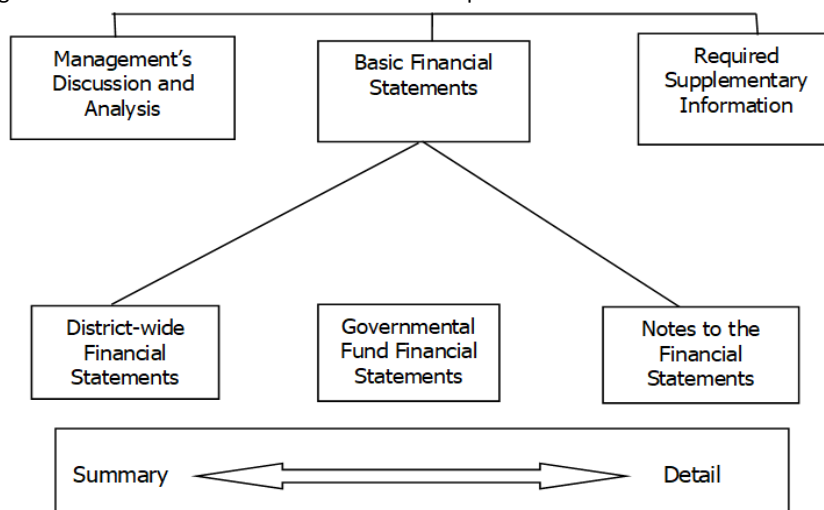 Management's
Discussion and
Analysis
Basic Financial
Statements
Required
Supplementary
Information
District-wide
Financial
Statements
Governmental
Fund Financial
Statements
Notes to the
Financial
Statements
Summary
Detail